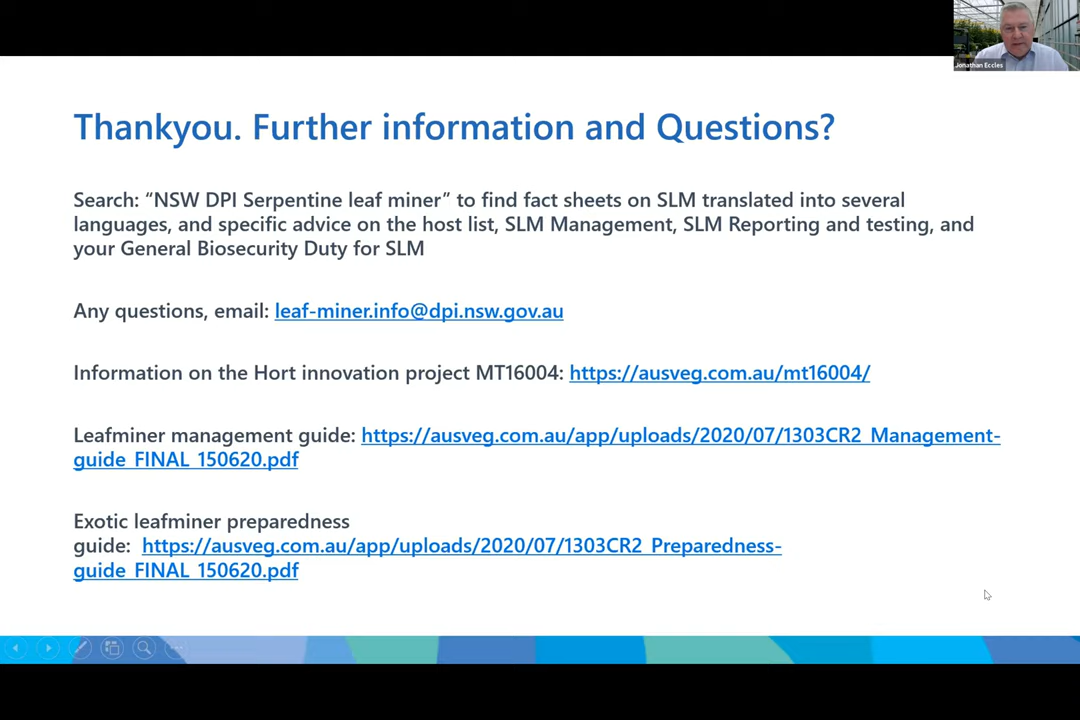 Jonathan Eccles
Thankyou. Further information and Questions?
Search: “NSW DPI Serpentine leaf miner” to find fact sheets on SLM translated into several
languages, and specific advice on the host list, SLM Management, SLM Reporting and testing, and
your General Biosecurity Duty for SLM
Any questions, email: leaf-miner.info@dpi.nsw.gov.au
Information on the Hort innovation project MT16004: https://ausveg.com.au/mt16004/
Leafminer management guide: https://ausveg.com.au/app/uploads/2020/07/1303CR2_Management-
guide_FINAL_150620.pdf
Exotic leafminer preparedness
guide: https://ausveg.com.au/app/uploads/2020/07/1303CR2_Preparedness-
guide_FINAL_150620.pdf